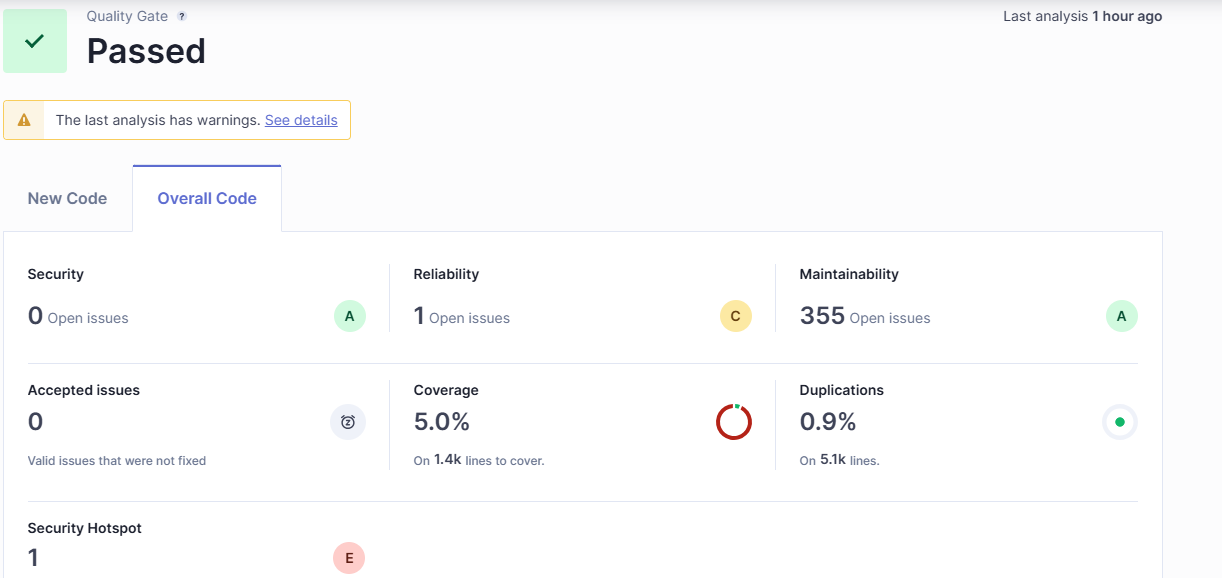 Quality Gate ?
Last analysis 1 hour ago
Passed
The last analysis has warnings. See details
New Code
Overall Code
Security
Reliability
Maintainability
0 Open issues
A
1 Open issues
C
355 Open issues
A
Accepted issues
Coverage
Duplications
0
5.0%
0.9%
Valid issues that were not fixed
On 1.4k lines to cover.
On 5.1k lines.
Security Hotspot
1
E